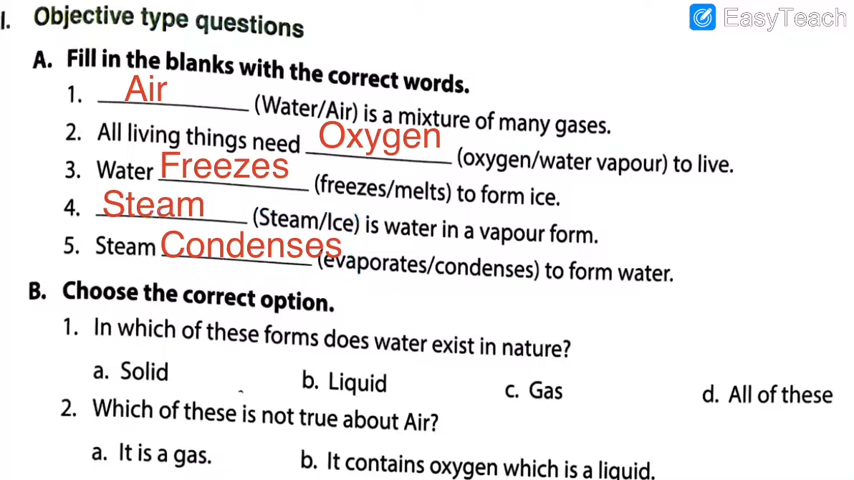 EasyTeach
I. Objective type questions
A. Fill in the blanks with the correct words.
1. Air (Water/Air) is a mixture of many gases.
2. All living things need Oxygen (oxygen/water vapour) to live.
3. Water Freezes (freezes/melts) to form ice.
4. Steam (Steam/Ice) is water in a vapour form.
5. Steam Condenses (evaporates/condenses) to form water.
B. Choose the correct option.
1. In which of these forms does water exist in nature?
a. Solid b. Liquid c. Gas d. All of these
2. Which of these is not true about Air?
a. It is a gas. b. It contains oxygen which is a liquid.